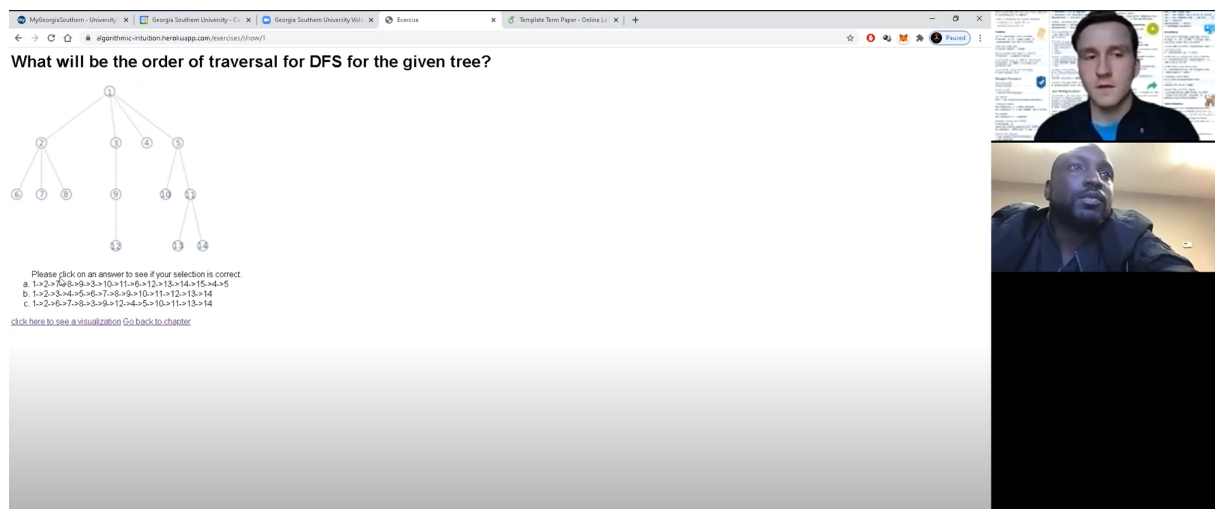 MyGeorgiaSouthern - University
Georgia Southern University - Ca
Georgia Southern University Vide
Exercise
Template Term Paper - Online La
algorithmic-intuition.herokuapp.com/exercises/show/1
Paused
What will be the order of traversal for DFS for the given tree?
1
2 3 4 5
6 7 8 9 10 11
12 13 14
Please click on an answer to see if your selection is correct.
a. 1->2->7->8->9->3->10->11->6->12->13->14->15->4->5
b. 1->2->3->4->5->6->7->8->9->10->11->12->13->14
c. 1->2->6->7->8->3->9->12->4->5->10->11->13->14
click here to see a visualization Go back to chapter